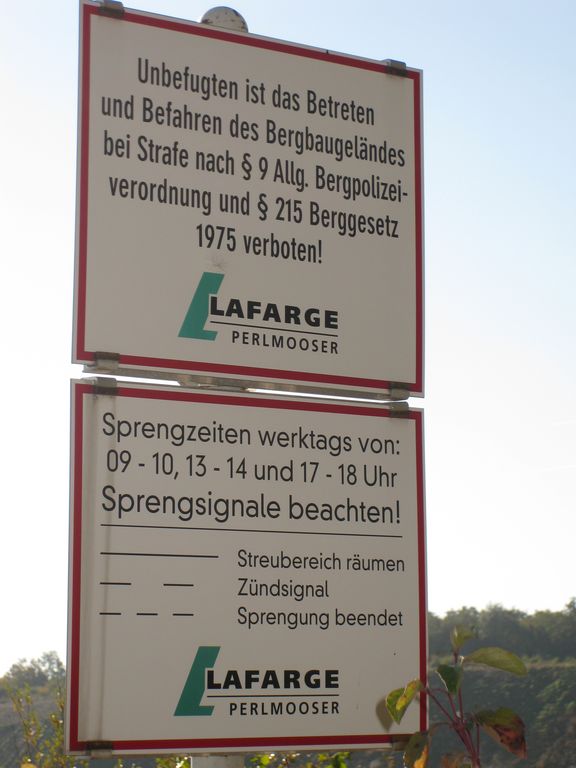 Unbefugten ist das Betreten
und Befahren des Bergbaugeländes
bei Strafe nach § 9 Allg. Bergpolizei-
verordnung und § 215 Berggesetz
1975 verboten!
LAFARGE
PERLMOOSER
Sprengzeiten werktags von:
09 - 10, 13 - 14 und 17 - 18 Uhr
Sprengsignale beachten!
Streubereich räumen
Zündsignal
Sprengung beendet
LAFARGE
PERLMOOSER